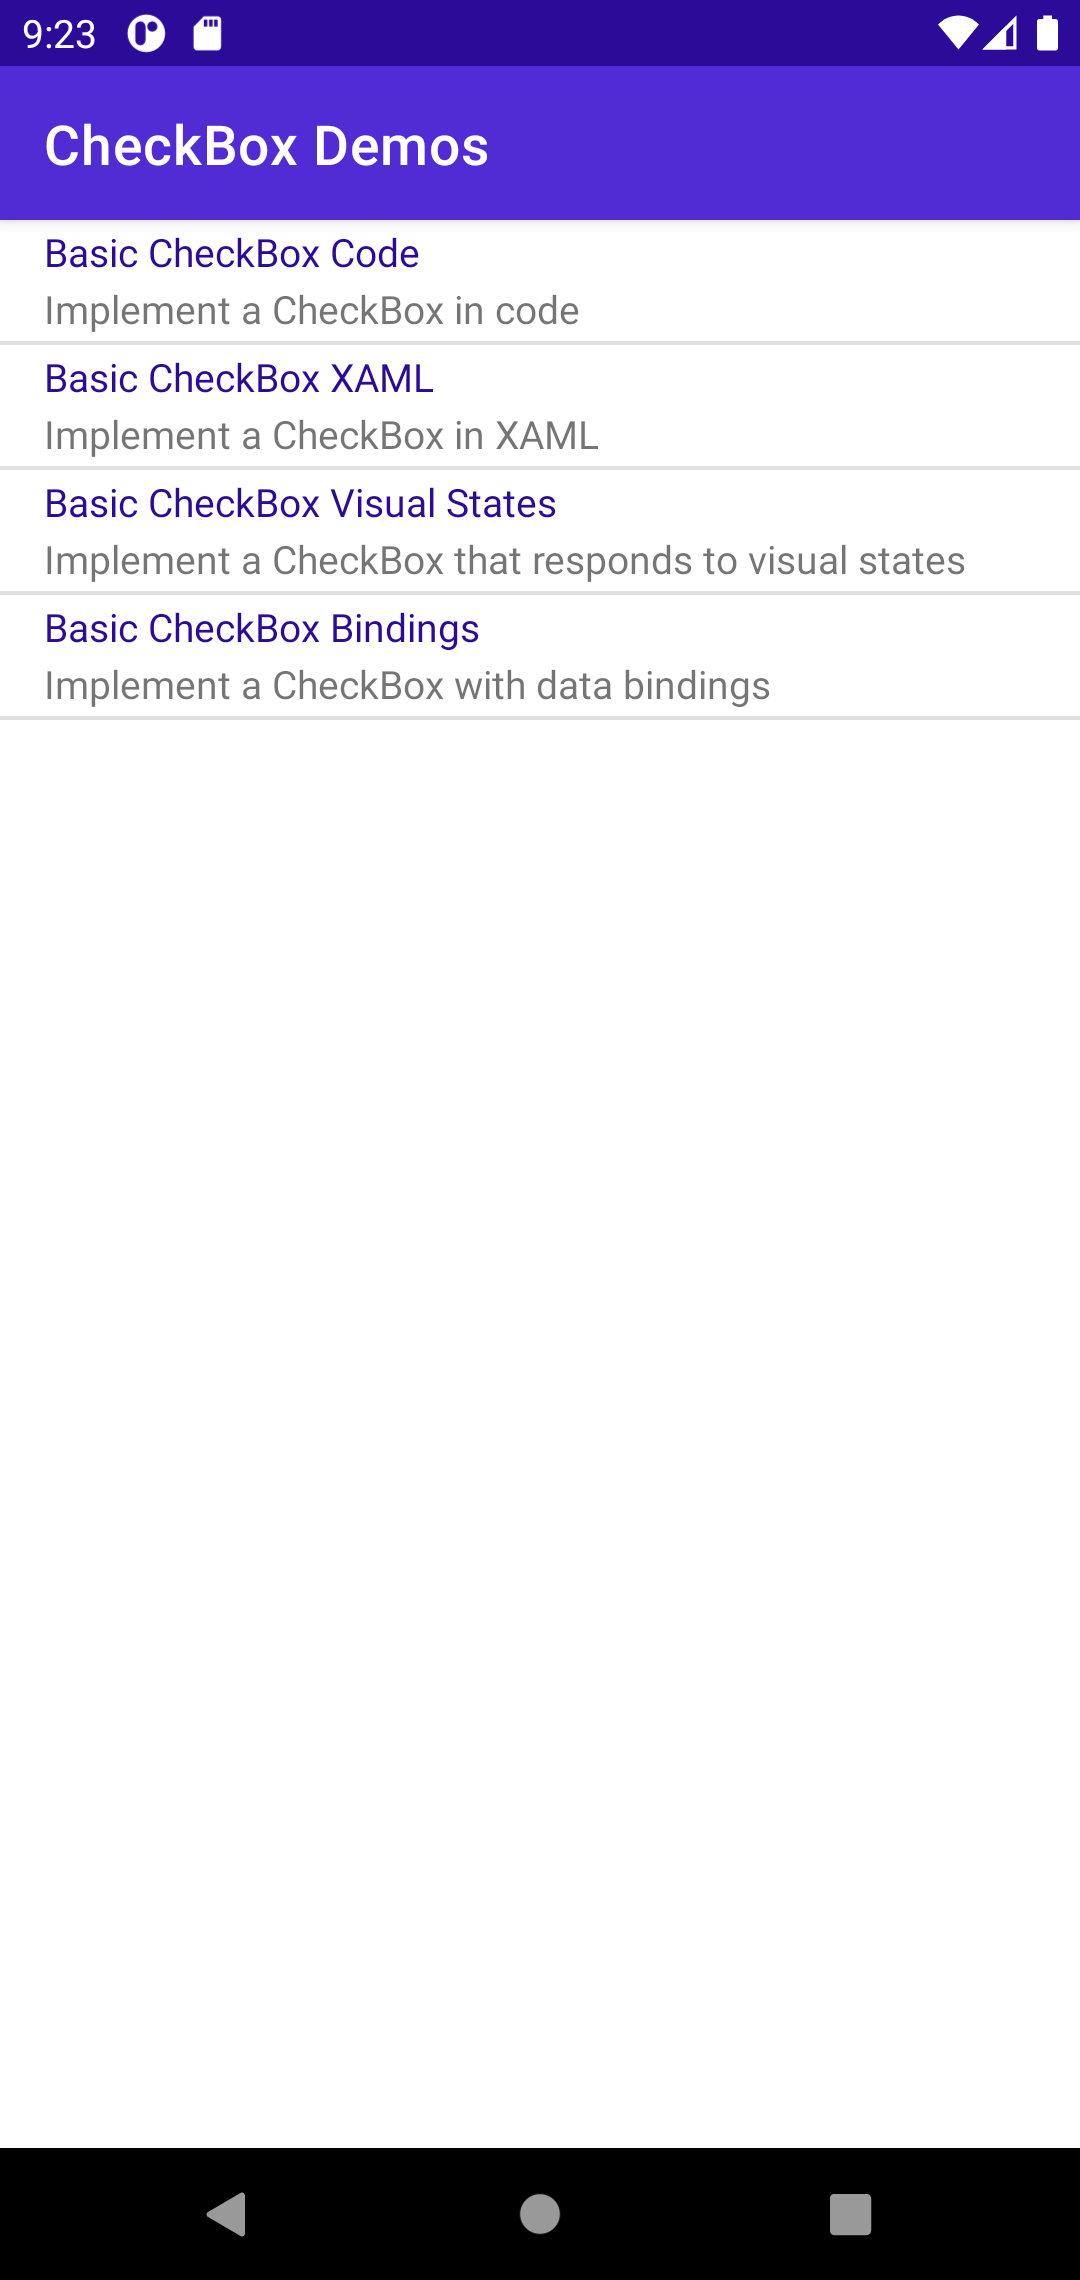 9:23
CheckBox Demos
Basic CheckBox Code
Implement a CheckBox in code
Basic CheckBox XAML
Implement a CheckBox in XAML
Basic CheckBox Visual States
Implement a CheckBox that responds to visual states
Basic CheckBox Bindings
Implement a CheckBox with data bindings